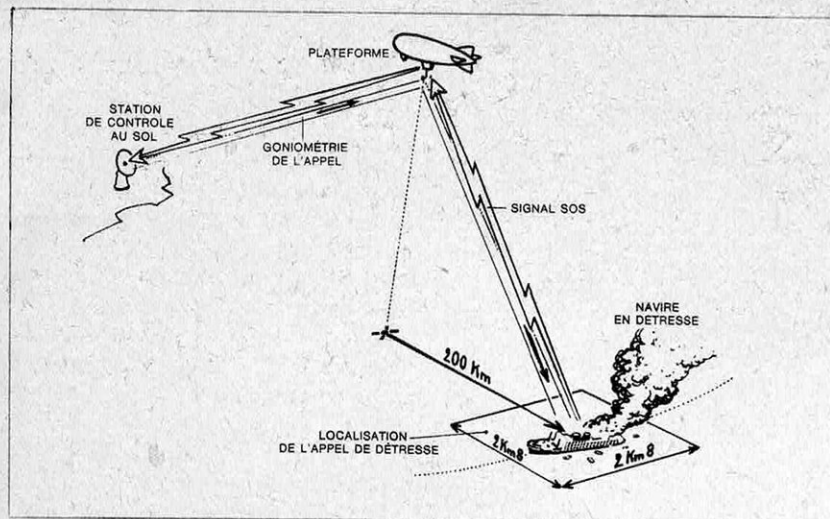 PLATEFORME
STATION
DE CONTROLE
AU SOL
GONIOMÉTRIE
DE L'APPEL
SIGNAL SOS
NAVIRE
EN DÉTRESSE
200 Km
LOCALISATION
DE L'APPEL DE DÉTRESSE
2 Km 8
2 Km 8